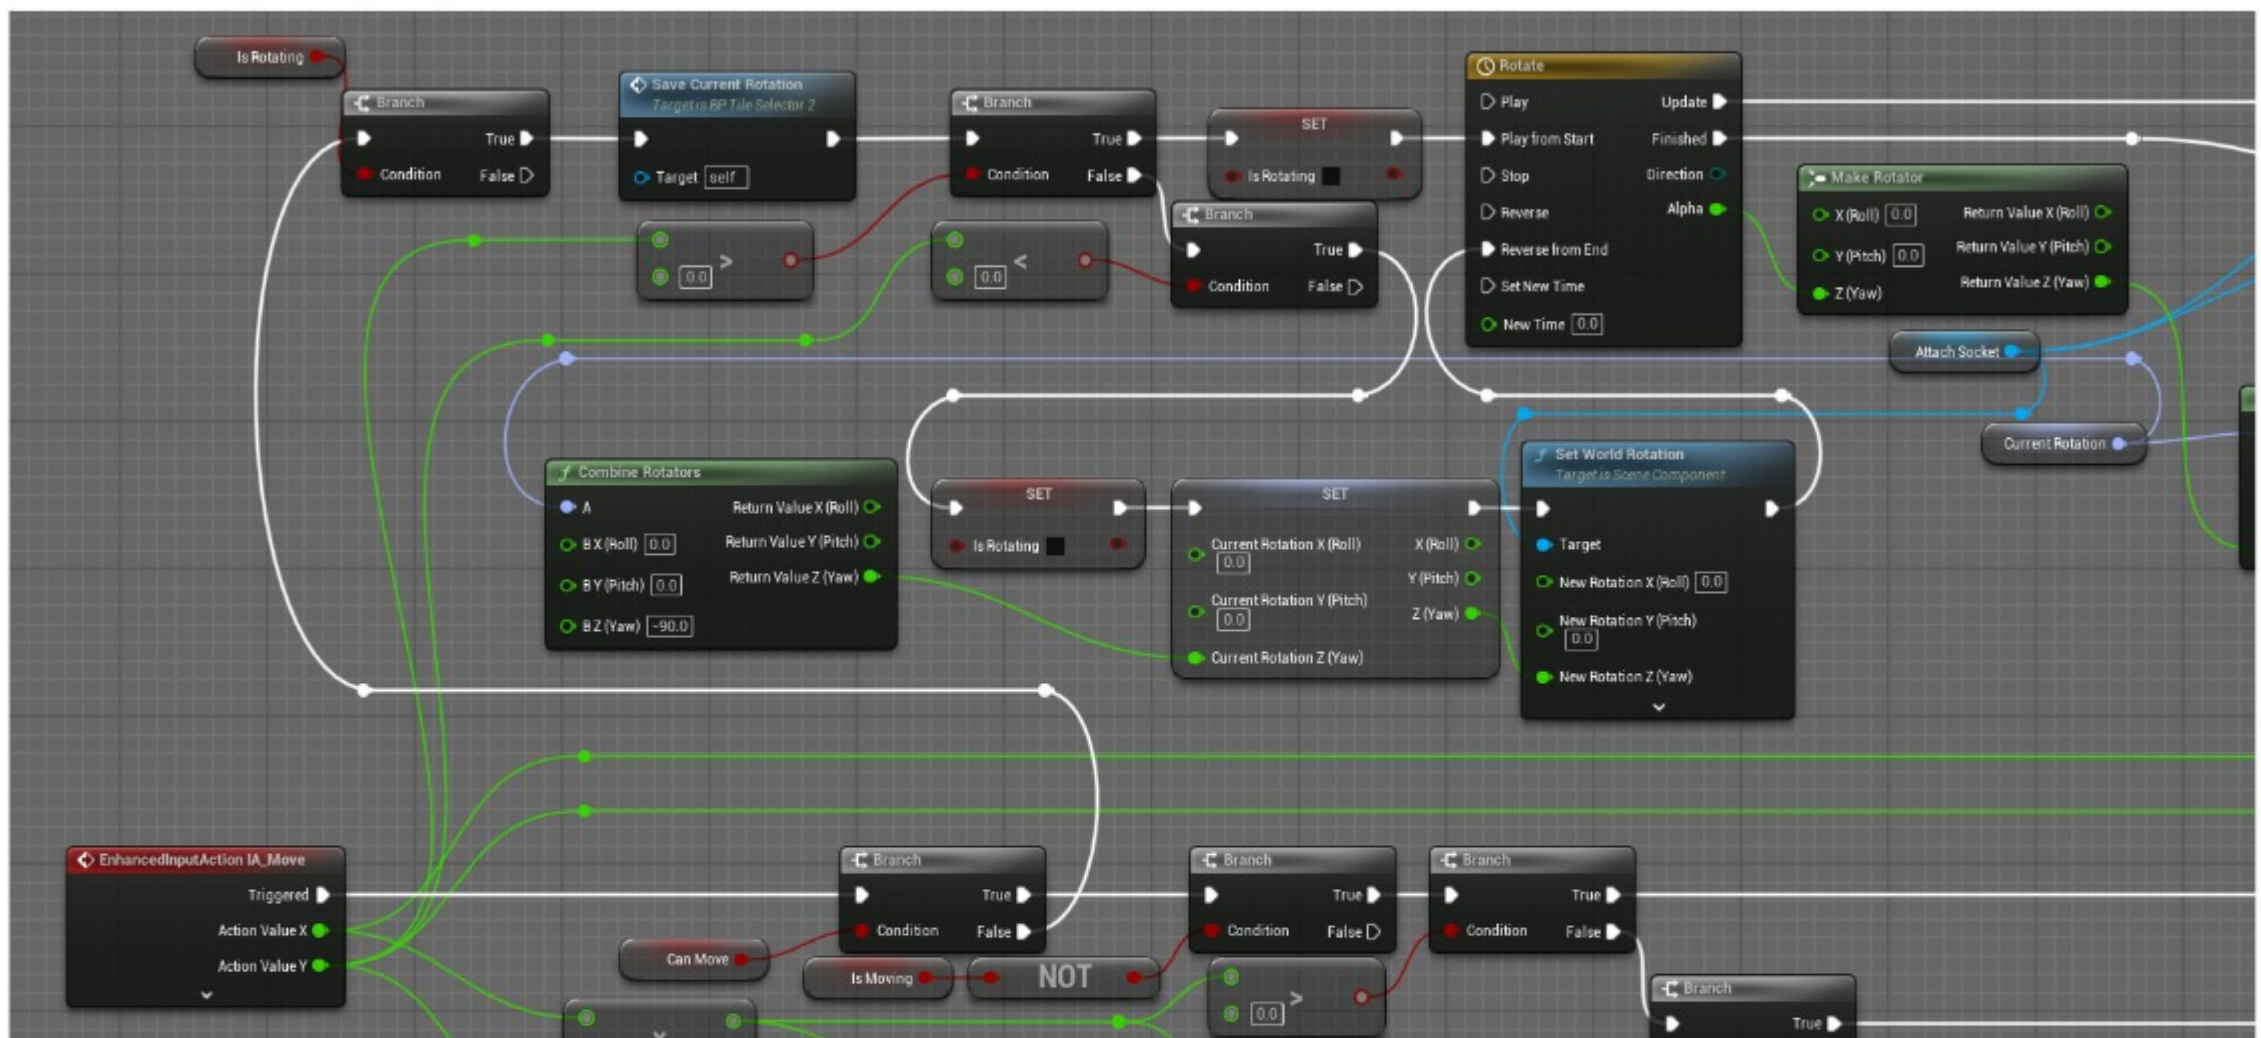 Is Rotating
Branch
True
Condition
False
Save Current Rotation
Target is BP Tile Selector 2
Target self
Branch
True
Condition
False
SET
Is Rotating
Rotate
Play
Update
Play from Start
Finished
Stop
Direction
Reverse
Alpha
Reverse from End
Set New Time
New Time 0.0
Make Rotator
X (Roll) 0.0
Return Value X (Roll)
Y (Pitch) 0.0
Return Value Y (Pitch)
Z (Yaw)
Return Value Z (Yaw)
>
0.0
<
0.0
Branch
True
Condition
False
Attach Socket
Current Rotation
Combine Rotators
A
Return Value X (Roll)
B X (Roll) 0.0
Return Value Y (Pitch)
B Y (Pitch) 0.0
Return Value Z (Yaw)
B Z (Yaw) -90.0
SET
Is Rotating
SET
Current Rotation X (Roll)
0.0
X (Roll)
Y (Pitch)
Current Rotation Y (Pitch)
0.0
Z (Yaw)
Current Rotation Z (Yaw)
Set World Rotation
Target is Scene Component
Target
New Rotation X (Roll) 0.0
New Rotation Y (Pitch)
0.0
New Rotation Z (Yaw)
EnhancedInputAction IA_Move
Triggered
Action Value X
Action Value Y
Branch
True
Condition
False
Can Move
Is Moving
NOT
Branch
True
Condition
False
>
0.0
Branch
True
Condition
False
Branch
True